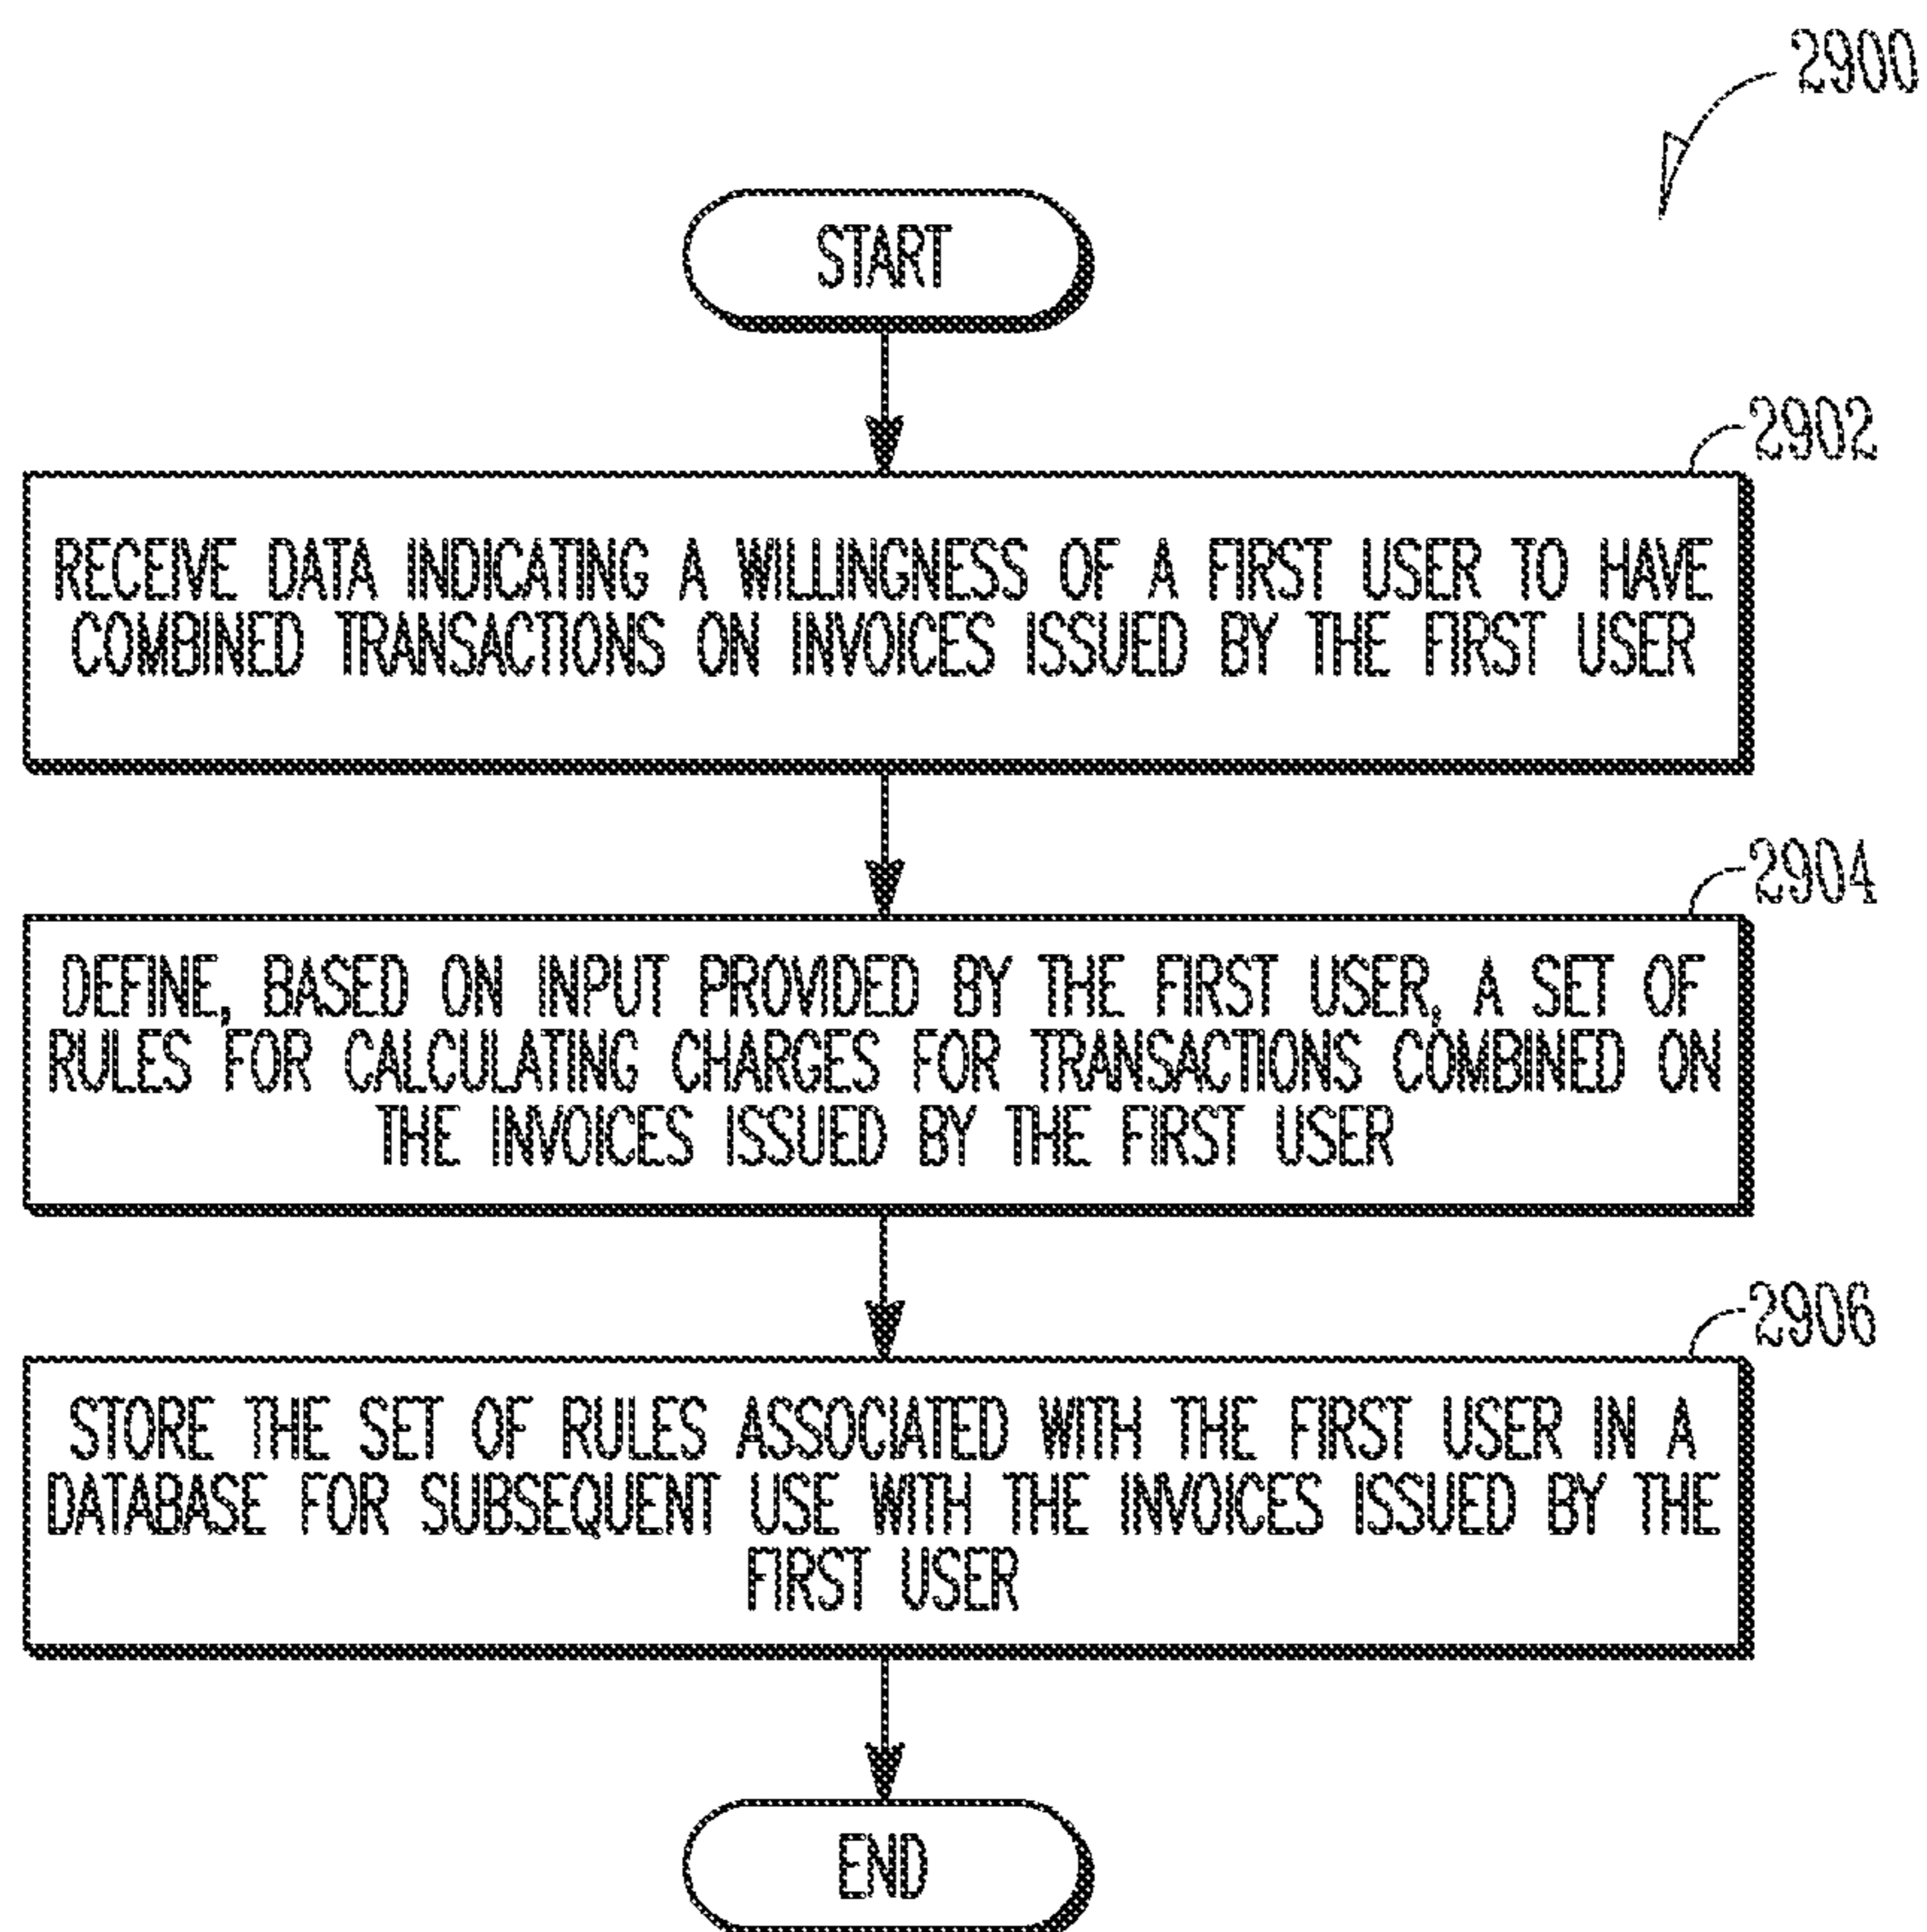 2900
START
2902
RECEIVE DATA INDICATING A WILLINGNESS OF A FIRST USER TO HAVE
COMBINED TRANSACTIONS ON INVOICES ISSUED BY THE FIRST USER
2904
DEFINE, BASED ON INPUT PROVIDED BY THE FIRST USER, A SET OF
RULES FOR CALCULATING CHARGES FOR TRANSACTIONS COMBINED ON
THE INVOICES ISSUED BY THE FIRST USER
2906
STORE THE SET OF RULES ASSOCIATED WITH THE FIRST USER IN A
DATABASE FOR SUBSEQUENT USE WITH THE INVOICES ISSUED BY THE
FIRST USER
END